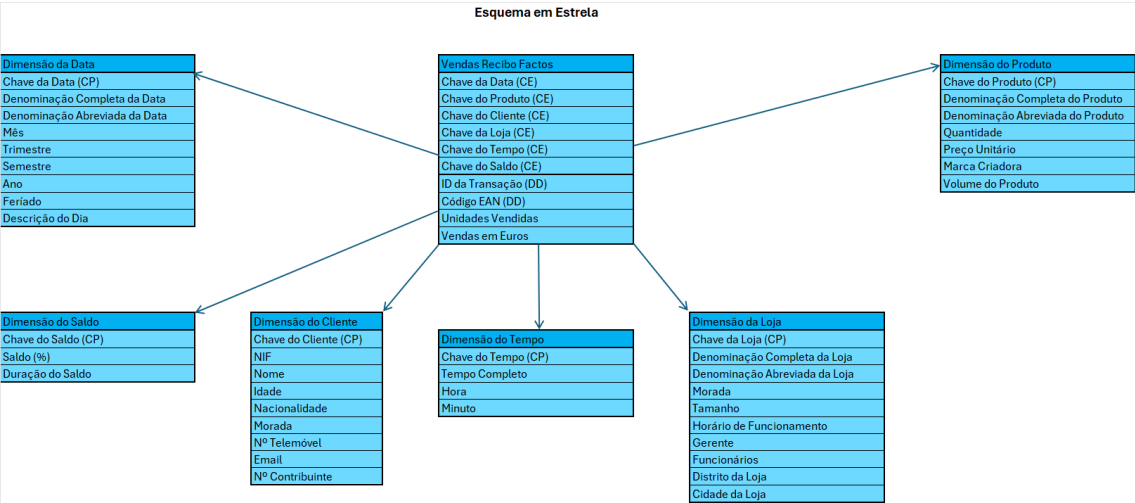 Esquema em Estrela
Dimensão da Data
Chave da Data (CP)
Denominação Completa da Data
Denominação Abreviada da Data
Mês
Trimestre
Semestre
Ano
Feríado
Descrição do Dia
Vendas Recibo Factos
Chave da Data (CE)
Chave do Produto (CE)
Chave do Cliente (CE)
Chave da Loja (CE)
Chave do Tempo (CE)
Chave do Saldo (CE)
ID da Transação (DD)
Código EAN (DD)
Unidades Vendidas
Vendas em Euros
Dimensão do Produto
Chave do Produto (CP)
Denominação Completa do Produto
Denominação Abreviada do Produto
Quantidade
Preço Unitário
Marca Criadora
Volume do Produto
Dimensão do Saldo
Chave do Saldo (CP)
Saldo (%)
Duração do Saldo
Dimensão do Cliente
Chave do Cliente (CP)
NIF
Nome
Idade
Nacionalidade
Morada
Nº Telemóvel
Email
Nº Contribuinte
Dimensão do Tempo
Chave do Tempo (CP)
Tempo Completo
Hora
Minuto
Dimensão da Loja
Chave da Loja (CP)
Denominação Completa da Loja
Denominação Abreviada da Loja
Morada
Tamanho
Horário de Funcionamento
Gerente
Funcionários
Distrito da Loja
Cidade da Loja